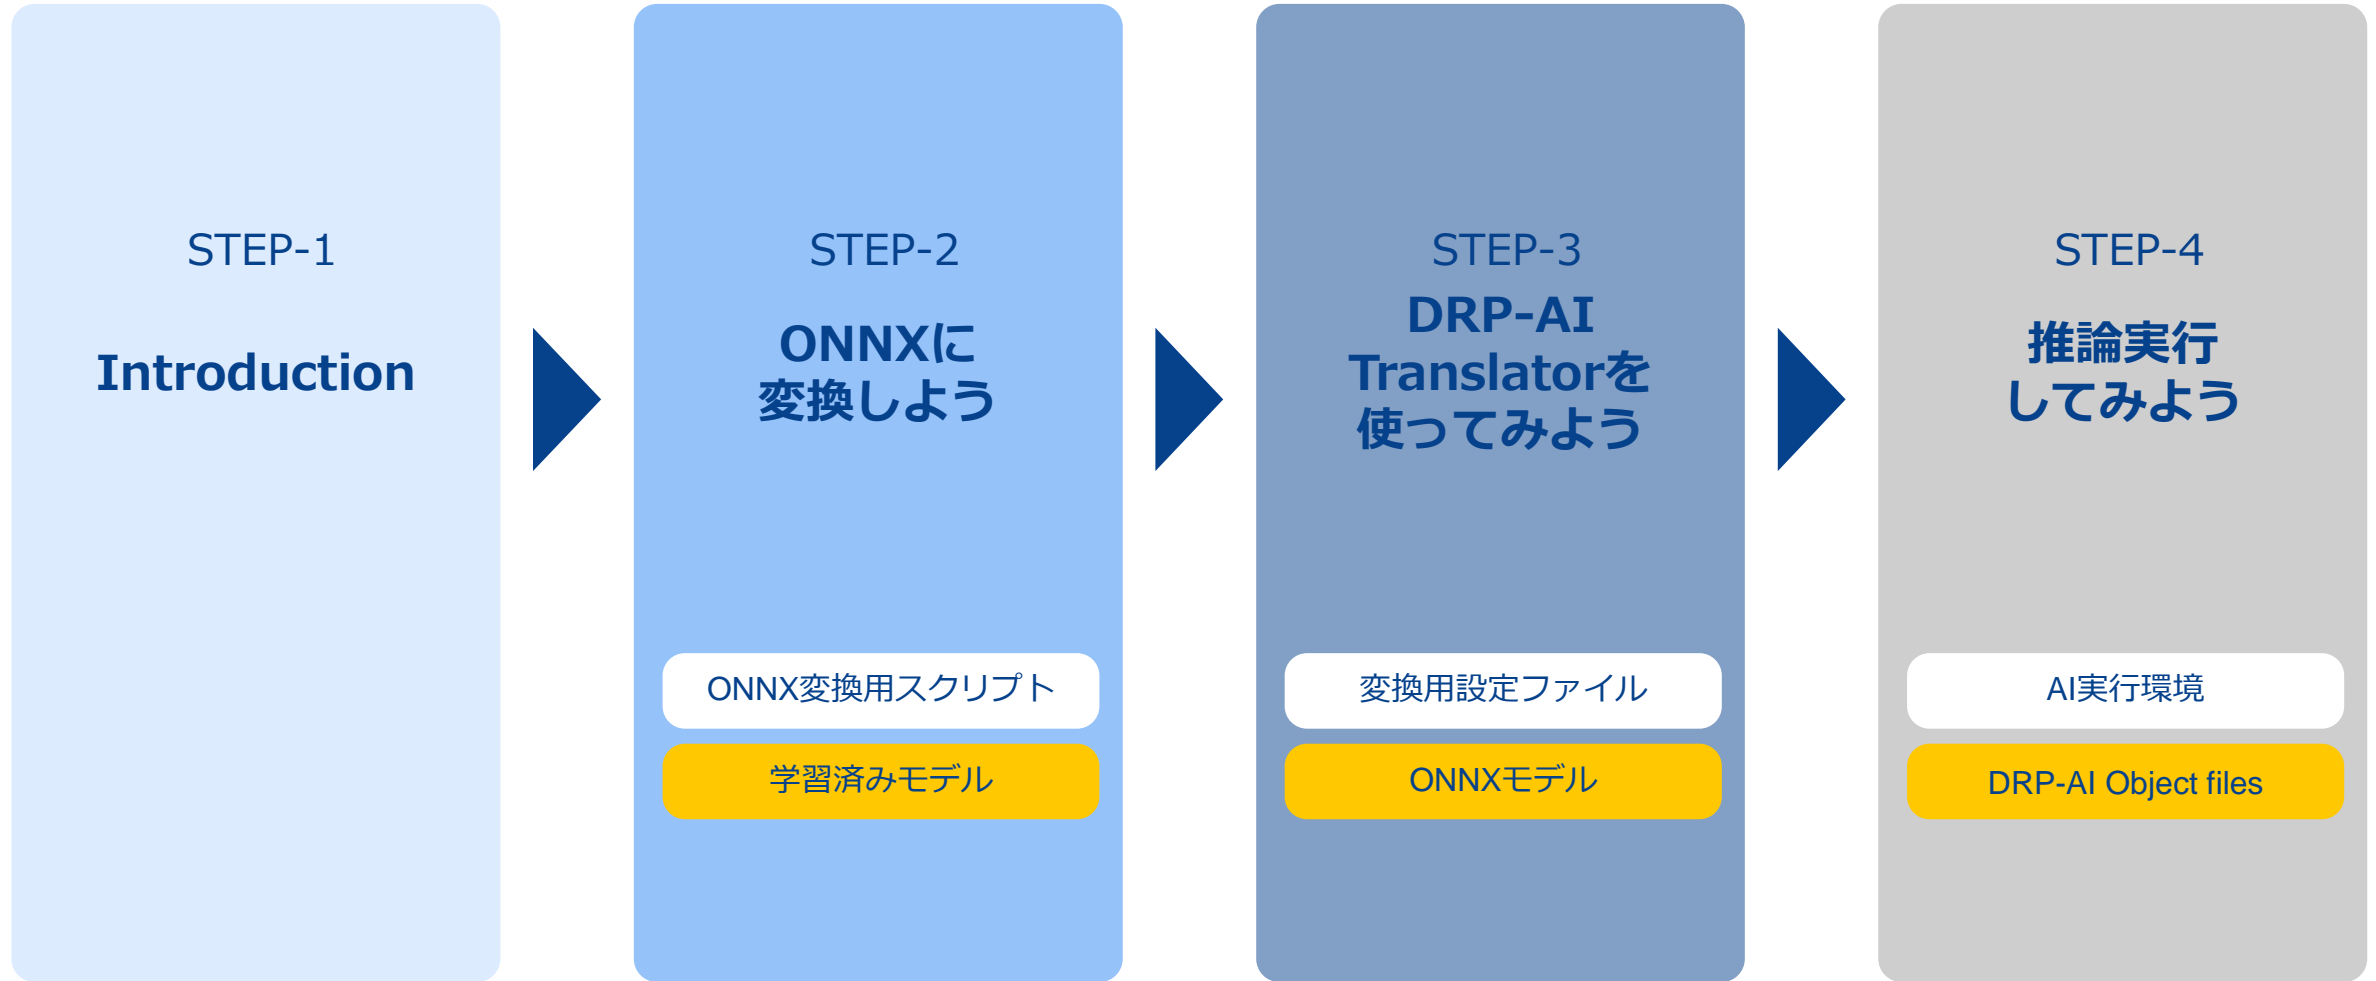 STEP-1
Introduction
STEP-2
ONNXに
変換しよう
ONNX変換用スクリプト
学習済みモデル
STEP-3
DRP-AI
Translatorを
使ってみよう
変換用設定ファイル
ONNXモデル
STEP-4
推論実行
してみよう
AI実行環境
DRP-AI Object files